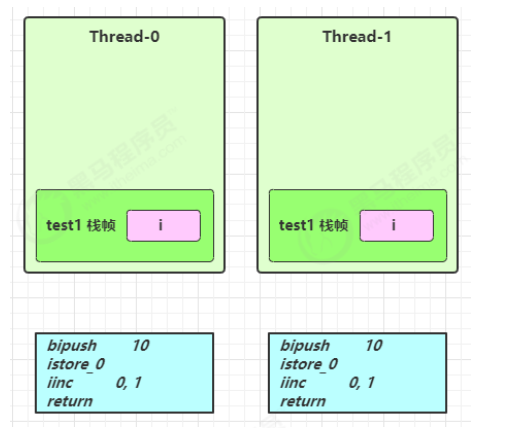 Thread-0
Thread-1
test1 栈帧
i
test1 栈帧
i
bipush 10
istore_0
iinc 0, 1
return
bipush 10
istore_0
iinc 0, 1
return